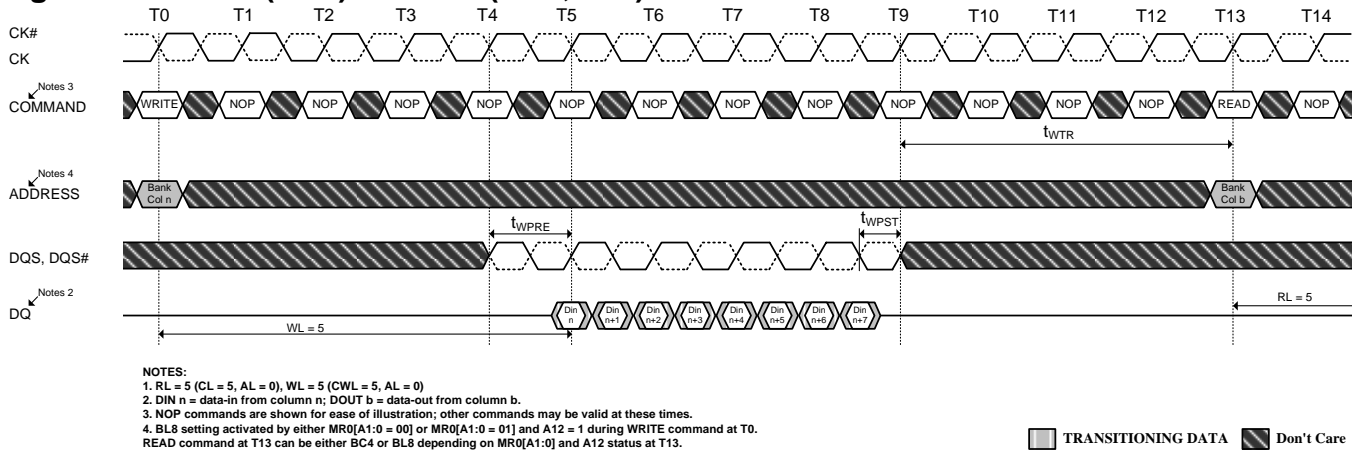 T0 T1 T2 T3 T4 T5 T6 T7 T8 T9 T10 T11 T12 T13 T14
CK#
CK
Notes 3
COMMAND
WRITE NOP NOP NOP NOP NOP NOP NOP NOP NOP NOP NOP NOP READ NOP
tWTR
Notes 4
ADDRESS
Bank Col n
Bank Col b
tWPRE
tWPST
DQS, DQS#
Notes 2
DQ
Din n
Din n+1
Din n+2
Din n+3
Din n+4
Din n+5
Din n+6
Din n+7
RL = 5
WL = 5
NOTES:
1. RL = 5 (CL = 5, AL = 0), WL = 5 (CWL = 5, AL = 0)
2. DIN n = data-in from column n; DOUT b = data-out from column b.
3. NOP commands are shown for ease of illustration; other commands may be valid at these times.
4. BL8 setting activated by either MR0[A1:0 = 00] or MR0[A1:0 = 01] and A12 = 1 during WRITE command at T0.
READ command at T13 can be either BC4 or BL8 depending on MR0[A1:0] and A12 status at T13.
TRANSITIONING DATA
Don't Care